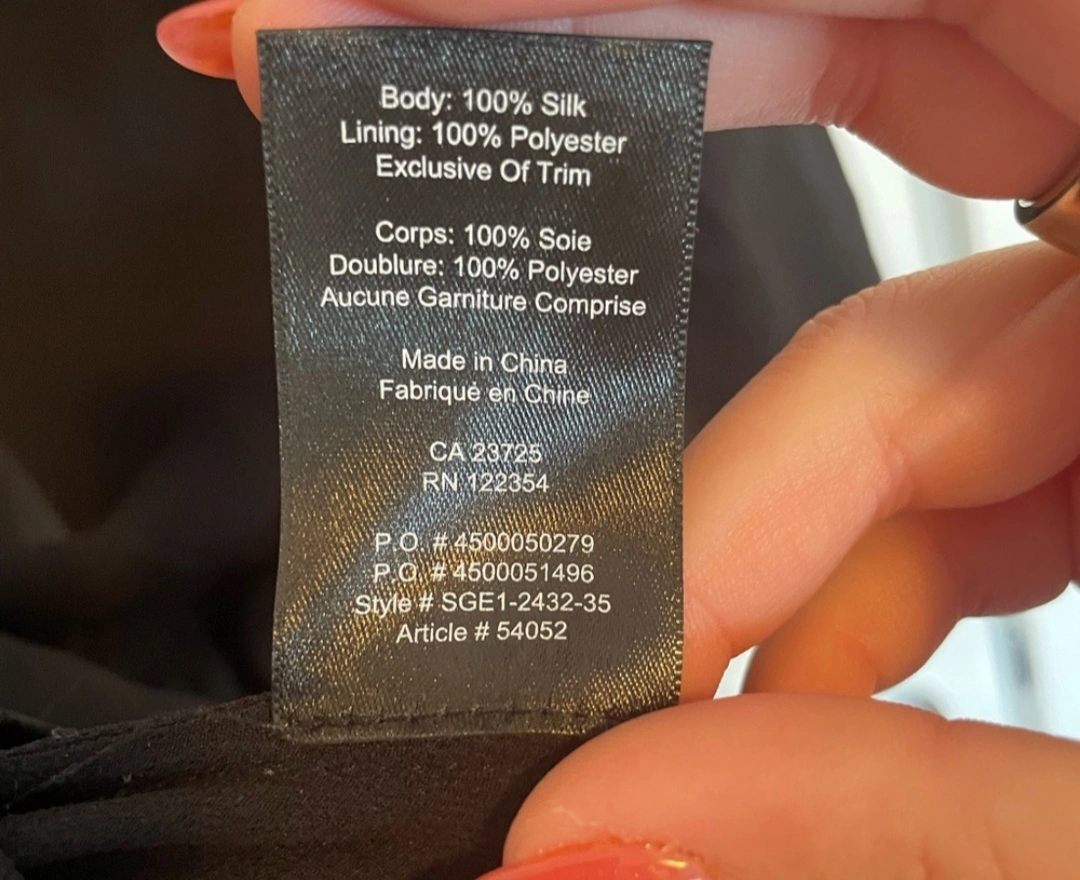 Body: 100% Silk
Lining: 100% Polyester
Exclusive Of Trim
Corps: 100% Soie
Doublure: 100% Polyester
Aucune Garniture Comprise
Made in China
Fabriqué en Chine
CA 23725
RN 122354
P.O. # 4500050279
P.O. # 4500051496
Style # SGE1-2432-35
Article # 54052